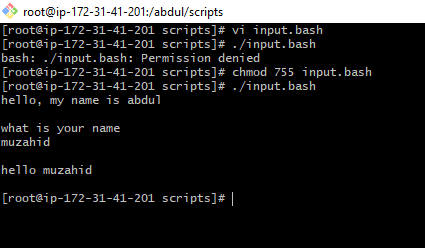 root@ip-172-31-41-201:/abdul/scripts
[root@ip-172-31-41-201 scripts]# vi input.bash
[root@ip-172-31-41-201 scripts]# ./input.bash
bash: ./input.bash: Permission denied
[root@ip-172-31-41-201 scripts]# chmod 755 input.bash
[root@ip-172-31-41-201 scripts]# ./input.bash
hello, my name is abdul
what is your name
muzahid
hello muzahid
[root@ip-172-31-41-201 scripts]#